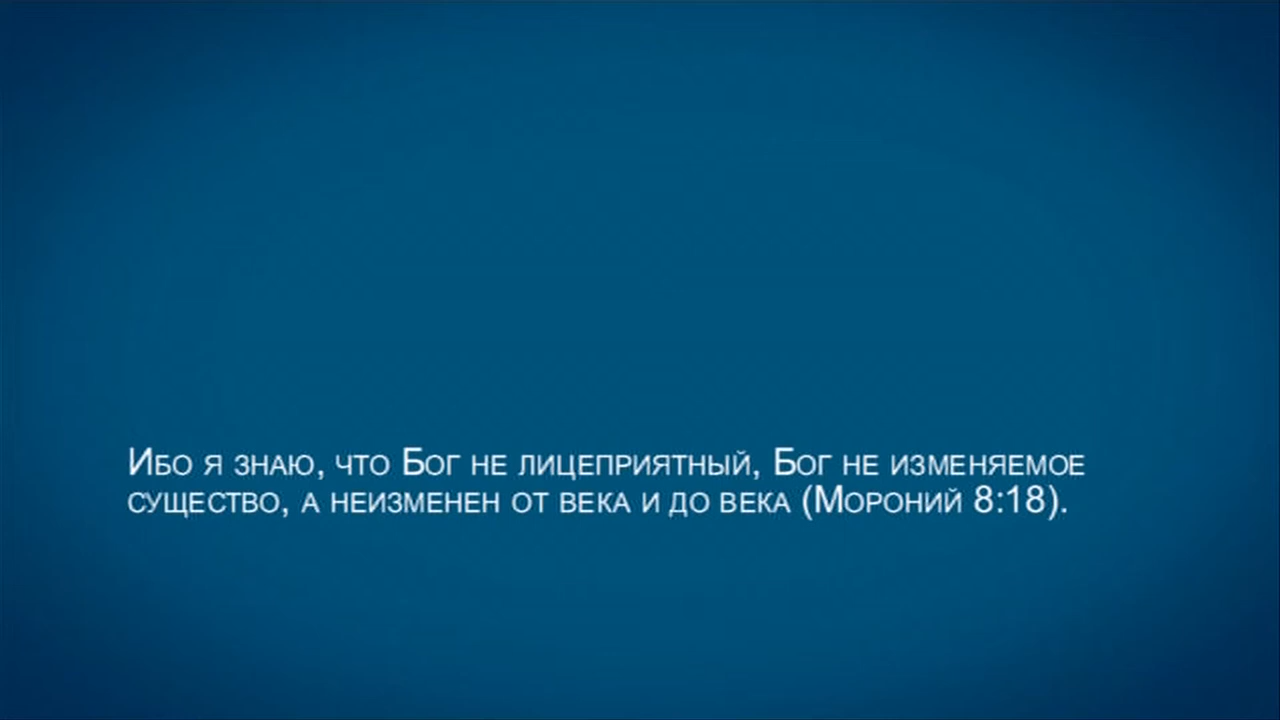 Ибо я знаю, что Бог не лицеприятный, Бог не изменяемое
существо, а неизменен от века и до века (Мороний 8:18).